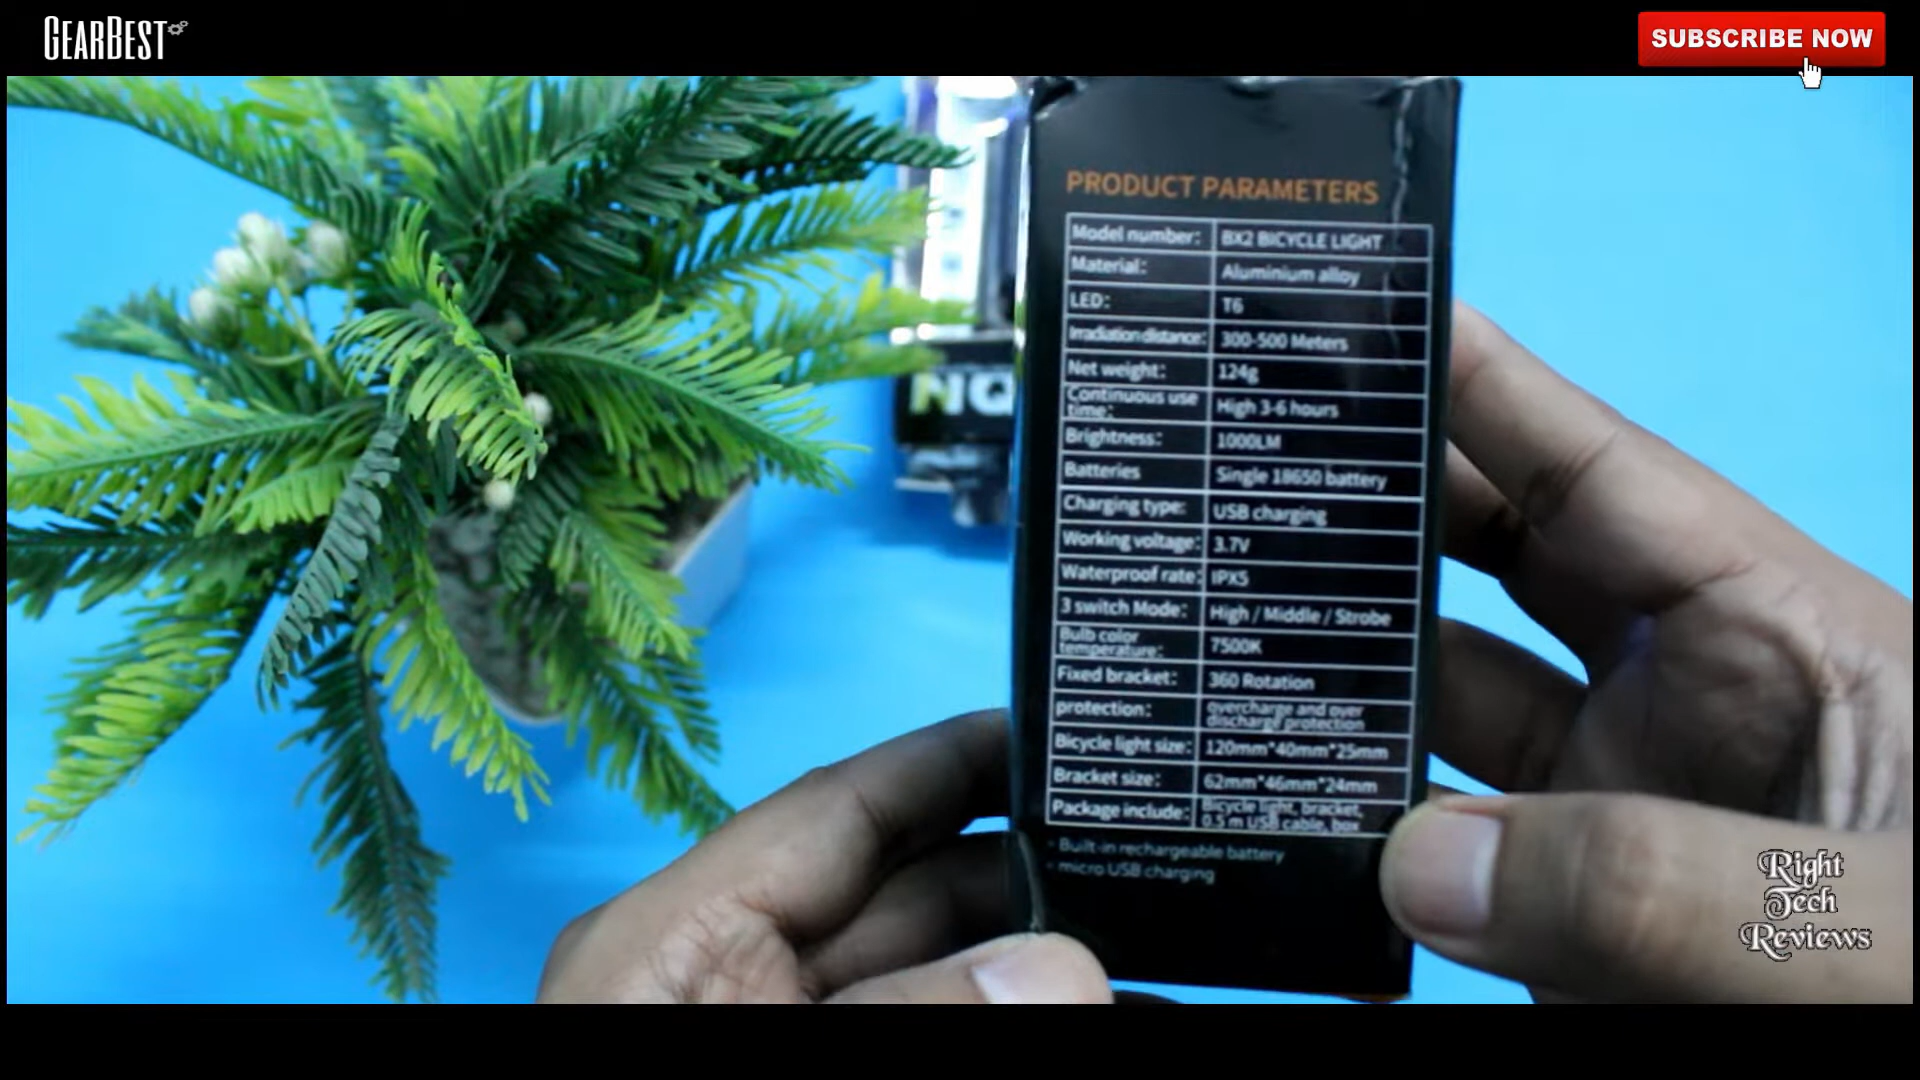 GEARBEST
SUBSCRIBE NOW
PRODUCT PARAMETERS
Model number: BX2 BICYCLE LIGHT
Material: Aluminium alloy
LED: T6
Irradiation distance: 300-500 Meters
Net weight: 124g
Continuous use
time: High 3-6 hours
Brightness: 1000LM
Batteries Single 18650 battery
Charging type: USB charging
Working voltage: 3.7V
Waterproof rate: IPX5
3 switch Mode: High / Middle / Strobe
Bulb color
temperature: 7500K
Fixed bracket: 360 Rotation
protection: overcharge and over
discharge protection
Bicycle light size: 120mm*40mm*25mm
Bracket size: 62mm*46mm*24mm
Package include: Bicycle light, bracket,
0.5 m USB cable, box
- Built-in rechargeable battery
- micro USB charging
NQ
Right
Tech
Reviews